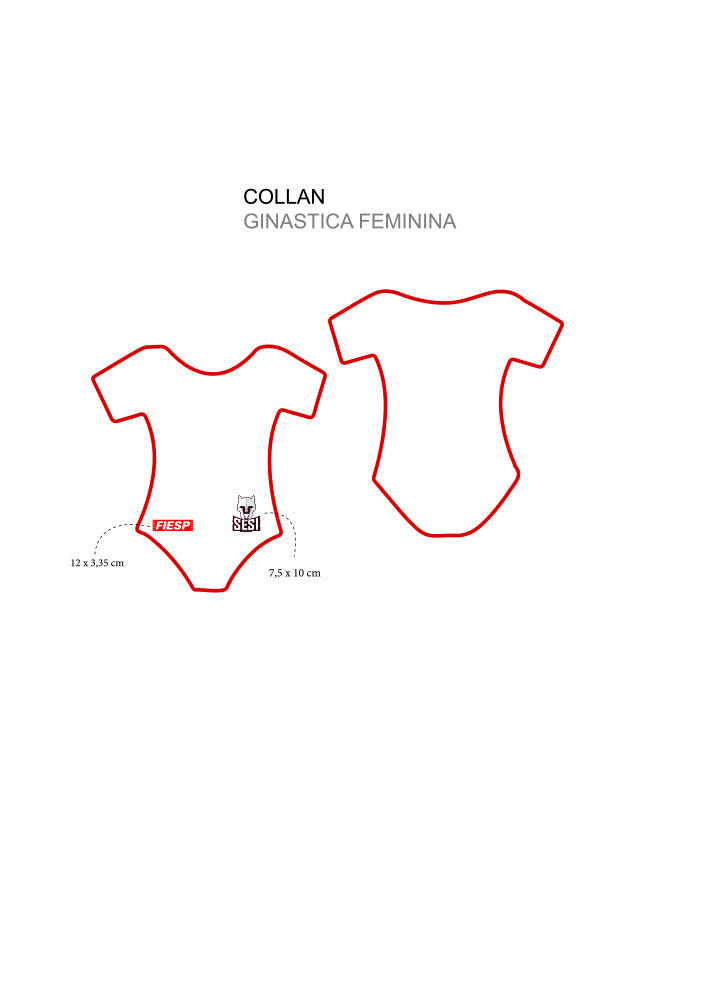 COLLAN
GINASTICA FEMININA
FIESP
SESI
12 x 3,35 cm
7,5 x 10 cm